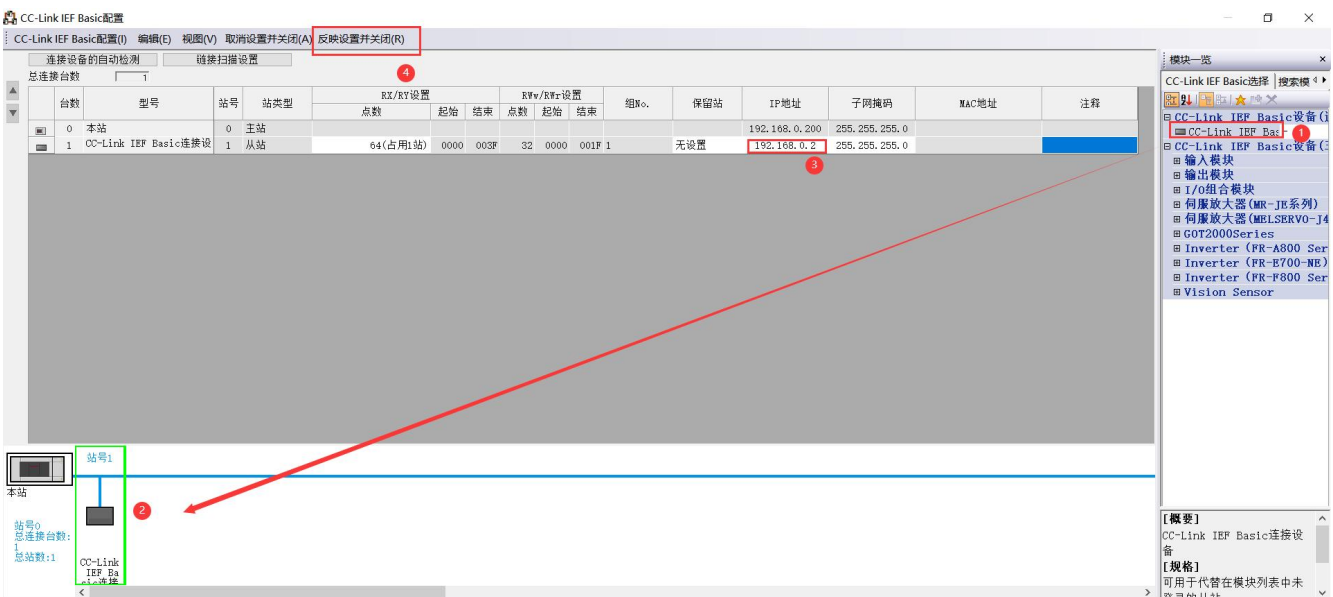 CC-Link IEF Basic配置
CC-Link IEF Basic配置(I) 编辑(E) 视图(V) 取消设置并关闭(A) 反映设置并关闭(R)
连接设备的自动检测 链接扫描设置
总连接台数 1
4
台数 型号 站号 站类型 RX/RY设置 RWw/RWr设置 组No. 保留站 IP地址 子网掩码 MAC地址 注释
点数 起始 结束 点数 起始 结束
0 本站 0 主站 192.168.0.200 255.255.255.0
1 CC-Link IEF Basic连接设 1 从站 64(占用1站) 0000 003F 32 0000 001F 1 无设置 192.168.0.2 255.255.255.0
3
模块一览
CC-Link IEF Basic选择 搜索模
CC-Link IEF Basic设备(
CC-Link IEF Bas
1
CC-Link IEF Basic设备(
输入模块
输出模块
I/O组合模块
伺服放大器(MR-JE系列)
伺服放大器(MELSERVO-J4
GOT2000Series
Inverter (FR-A800 Ser
Inverter (FR-E700-NE)
Inverter (FR-F800 Ser
Vision Sensor
站号1
本站
2
站号0
总连接台数:
1
总站数:1
CC-Link
IEF Ba
sic连接
[概要]
CC-Link IEF Basic连接设
备
[规格]
可用于代替在模块列表中未